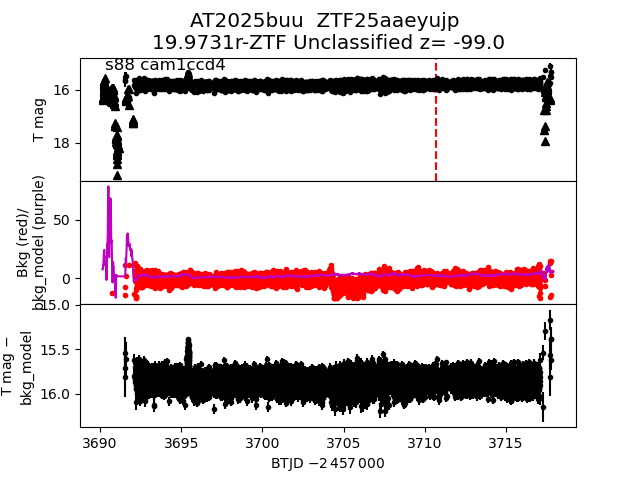 AT2025buu  ZTF25aaeyujp
19.9731r-ZTF Unclassified z= -99.0
s88 cam1ccd4
T mag
16
18
Bkg (red)/
bkg_model (purple)
50
0
T mag −
bkg_model
15.0
15.5
16.0
3690 3695 3700 3705 3710 3715
BTJD −2 457 000